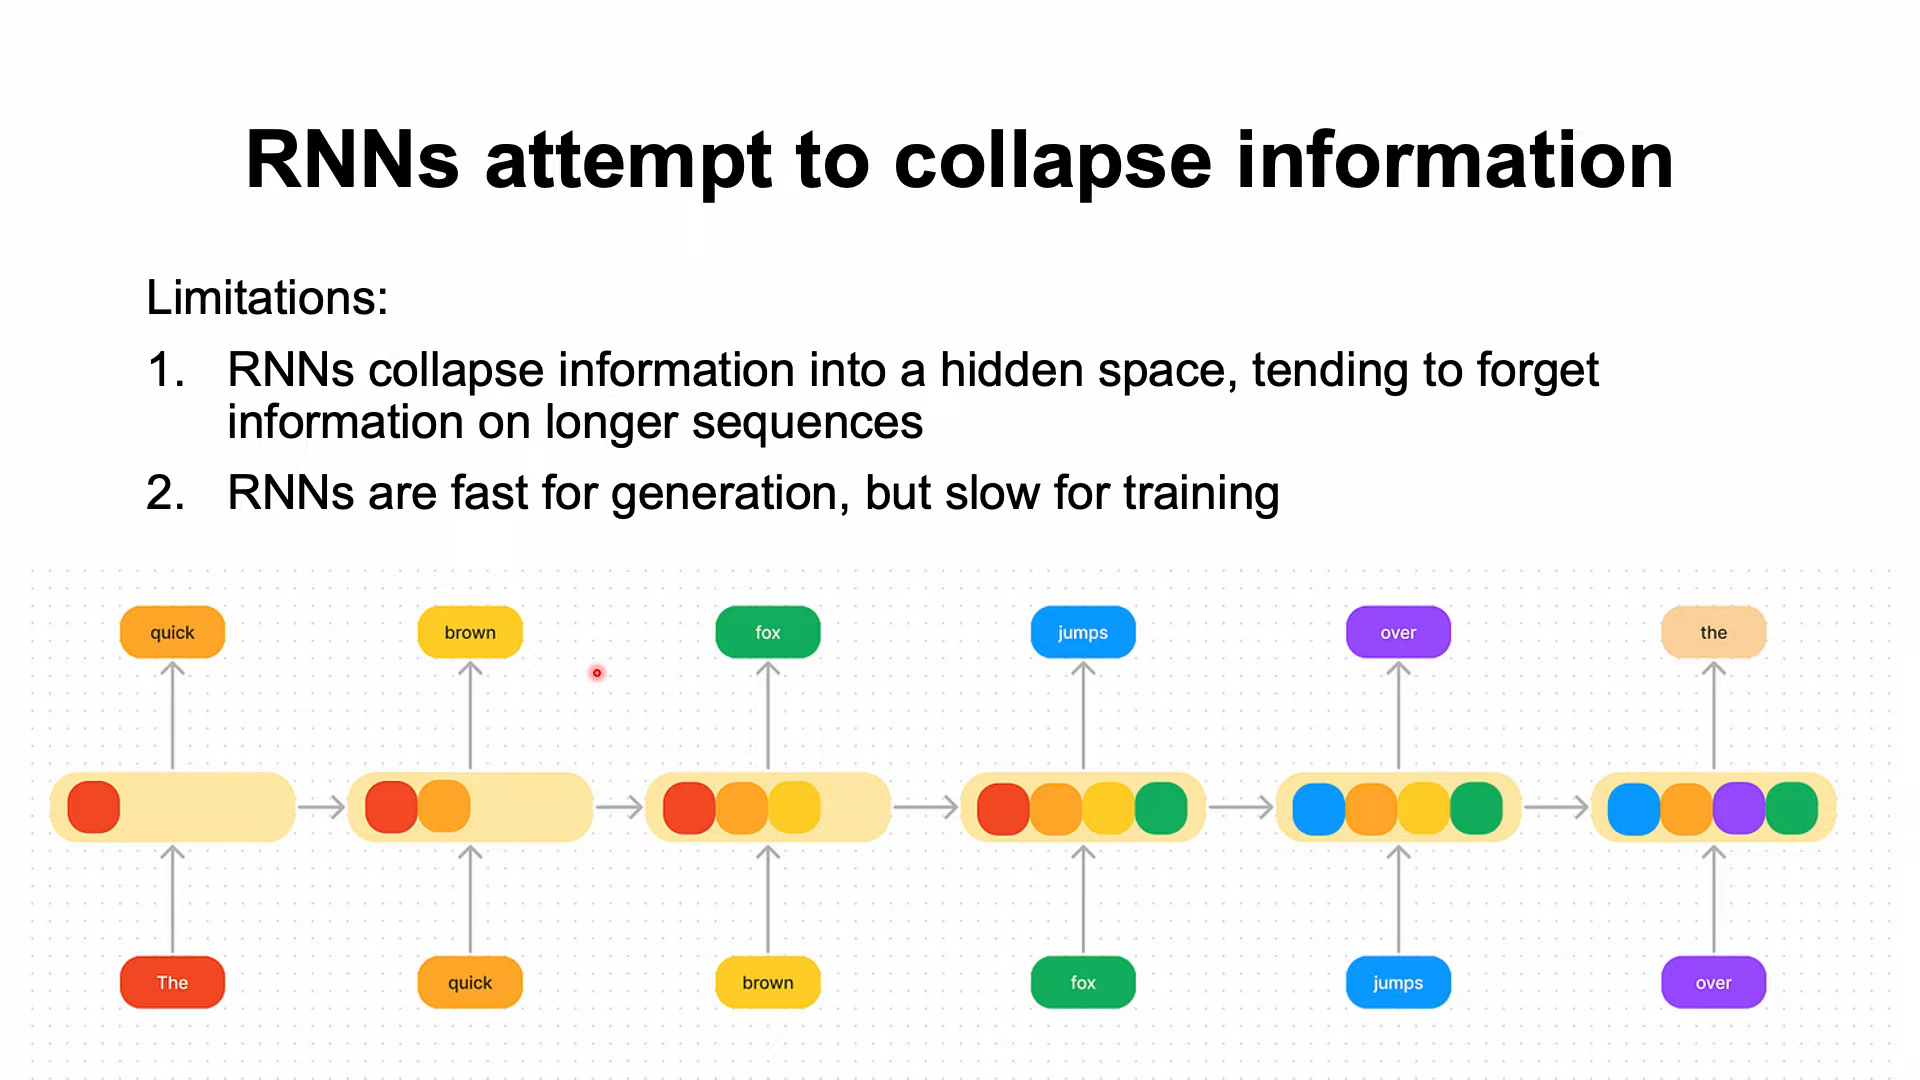 RNNs attempt to collapse information
Limitations:
1. RNNs collapse information into a hidden space, tending to forget
information on longer sequences
2. RNNs are fast for generation, but slow for training
quick brown fox jumps over the
The quick brown fox jumps over